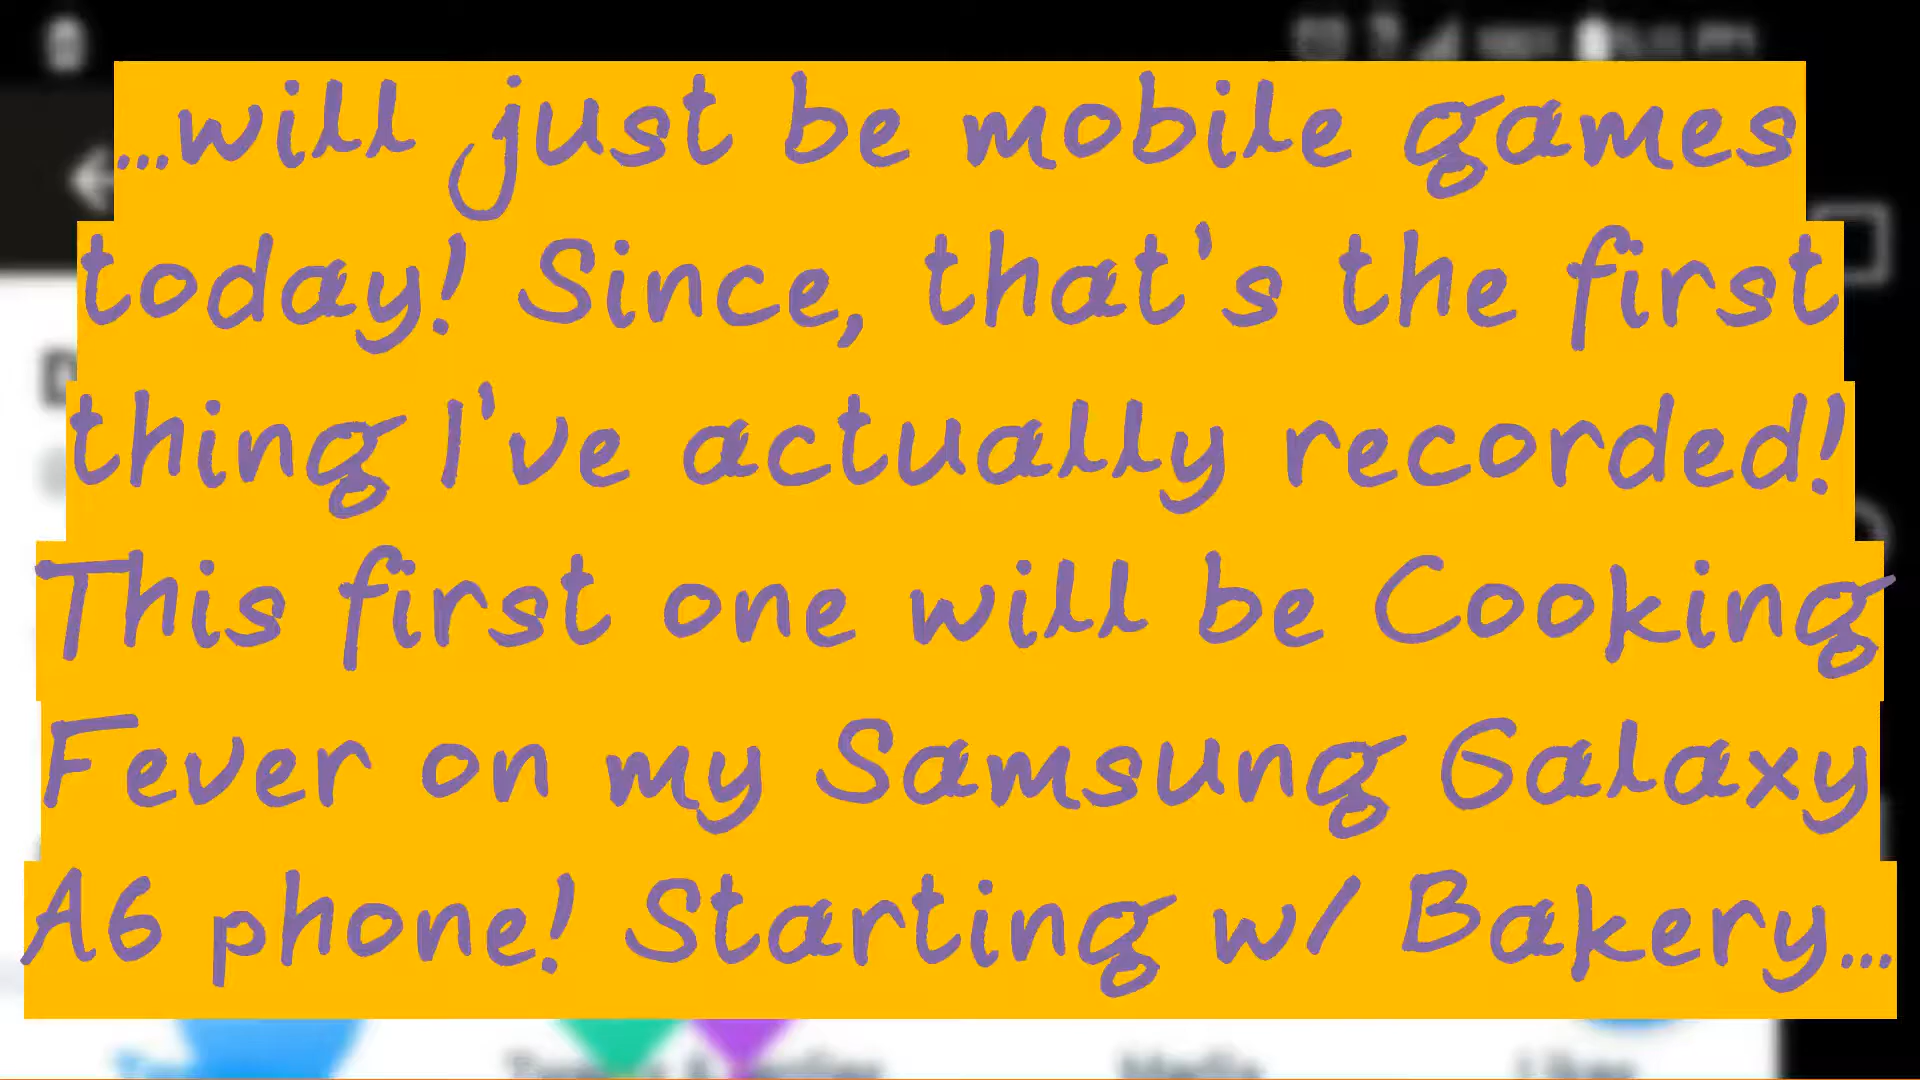 ...will just be mobile games
today! Since, that's the first
thing I've actually recorded!
This first one will be Cooking
Fever on my Samsung Galaxy
A6 phone! Starting w/ Bakery...